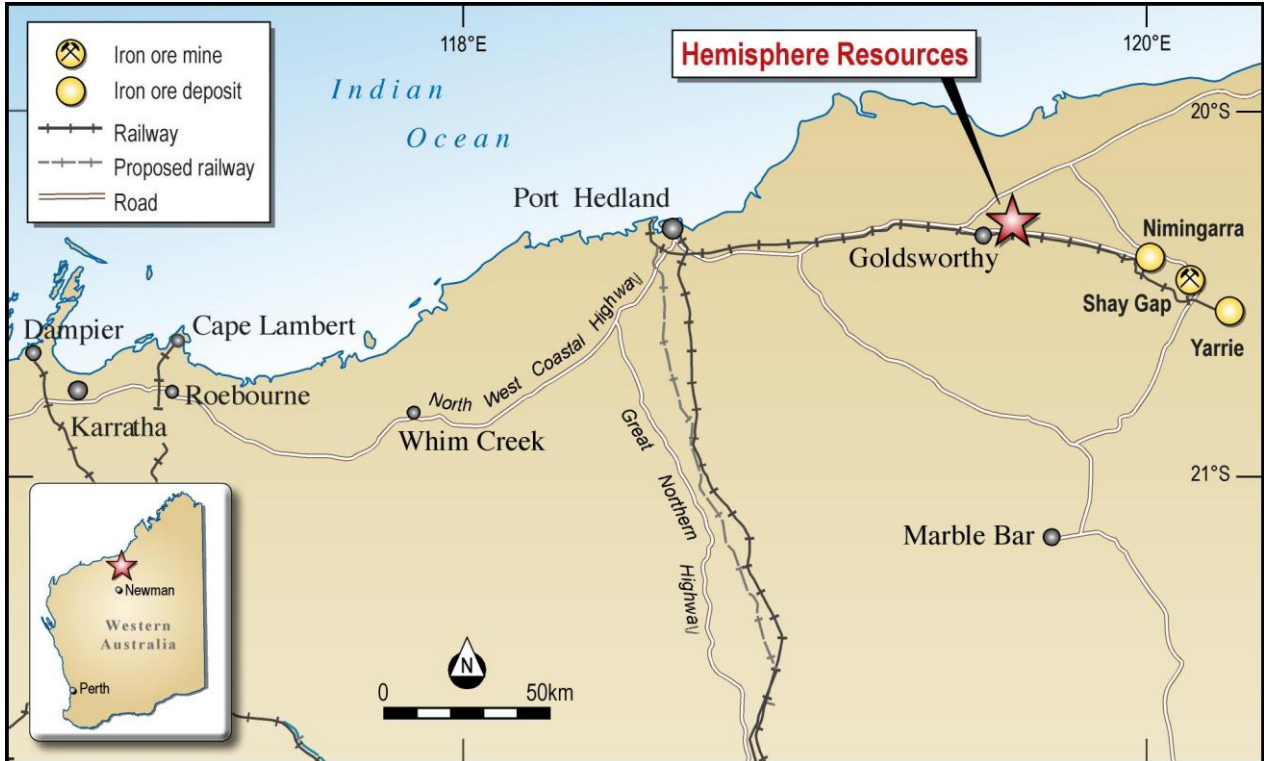 118°E
120°E
Iron ore mine
Iron ore deposit
Railway
Proposed railway
Road
Indian
Ocean
Hemisphere Resources
20°S
Port Hedland
Goldsworthy
Nimingarra
Shay Gap
Yarrie
Dampier
Cape Lambert
Karratha
Roebourne
Whim Creek
North West Coastal Highway
Great Northern Highway
21°S
Marble Bar
Newman
Western
Australia
Perth
N
0 50km